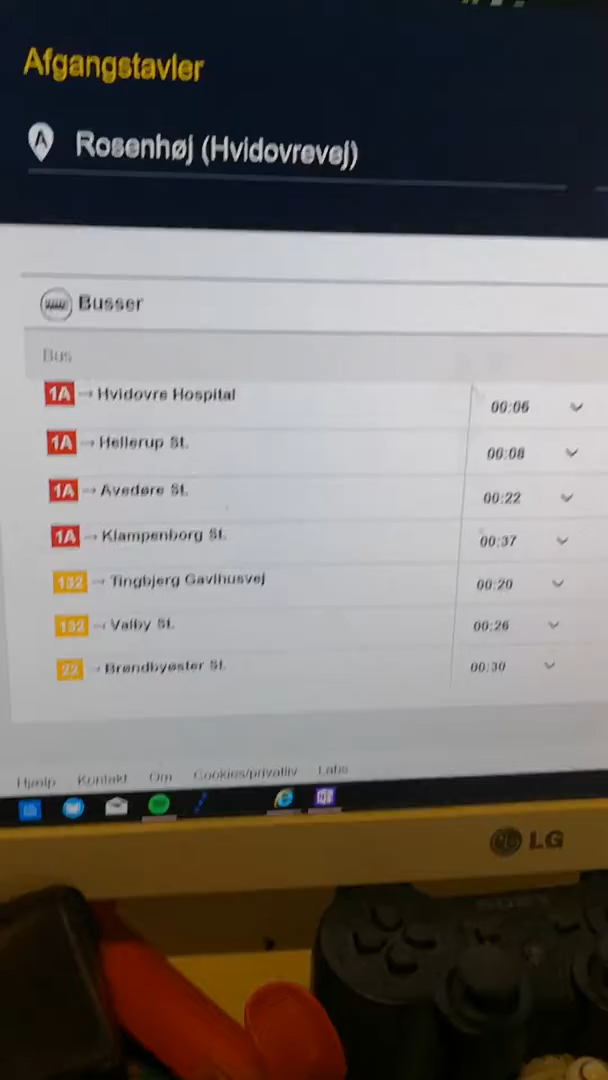 Afgangstavler
A
Rosenhøj (Hvidovrevej)
Busser
Bus
1A → Hvidovre Hospital 00:06
1A → Hellerup St. 00:08
1A → Avedøre St. 00:22
1A → Klampenborg St. 00:37
132 → Tingbjerg Gavlhusvej 00:20
132 → Valby St. 00:26
22 → Brøndbyøster St. 00:30
Hjælp Kontakt Om Cookies/privatliv Labs
LG
SONY